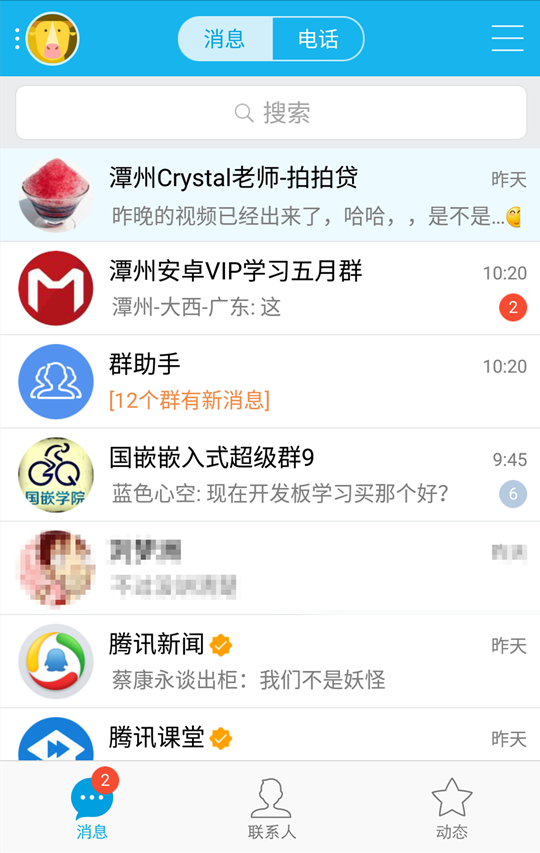 消息 电话
搜索
潭州Crystal老师-拍拍贷 昨天
昨晚的视频已经出来了，哈哈，，是不是...
潭州安卓VIP学习五月群 10:20
潭州-大西-广东: 这 2
群助手 10:20
[12个群有新消息]
国嵌嵌入式超级群9 9:45
蓝色心空: 现在开发板学习买那个好？ 6
国嵌学院
腾讯新闻 昨天
蔡康永谈出柜：我们不是妖怪
腾讯课堂 昨天
2
消息 联系人 动态